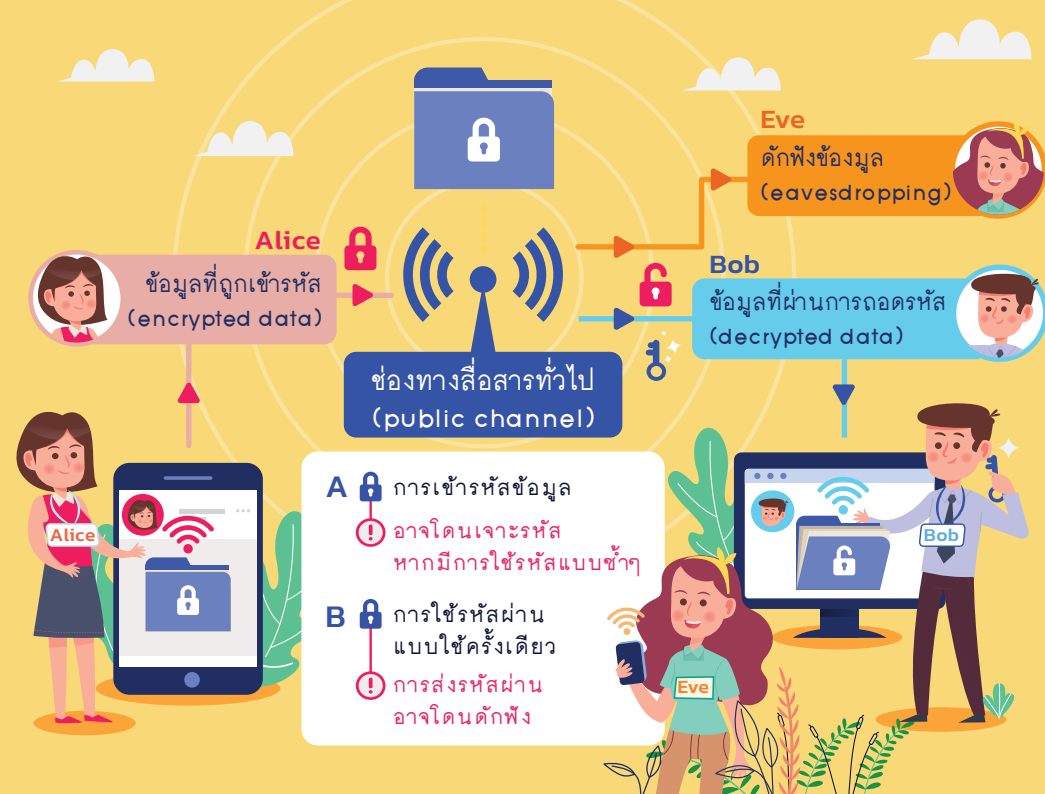 Eve
ดักฟังข้องมูล
(eavesdropping)
Alice
ข้อมูลที่ถูกเข้ารหัส
(encrypted data)
Bob
ข้อมูลที่ผ่านการถอดรหัส
(decrypted data)
ช่องทางสื่อสารทั่วไป
(public channel)
A การเข้ารหัสข้อมูล
อาจโดนเจาะรหัส
หากมีการใช้รหัสแบบซ้ำๆ
B การใช้รหัสผ่าน
แบบใช้ครั้งเดียว
การส่งรหัสผ่าน
อาจโดนดักฟัง
Alice
Bob
Eve